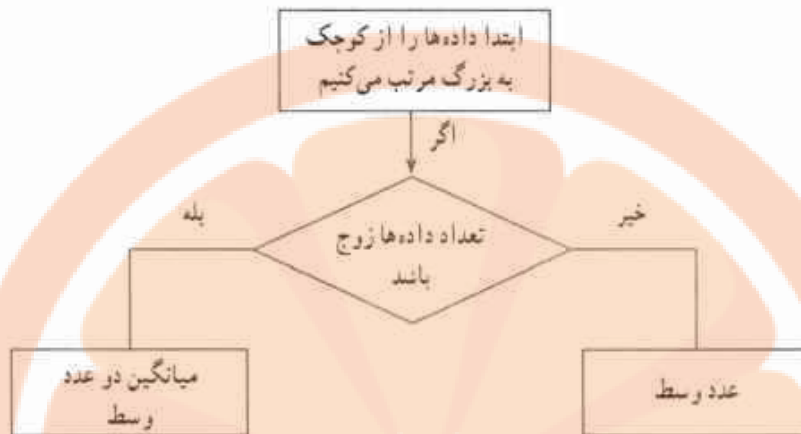 ابتدا داده‌ها را از کوچک
به بزرگ مرتب می‌کنیم
اگر
خیر
بله
تعداد داده‌ها زوج
باشد
عدد وسط
میانگین دو عدد
وسط